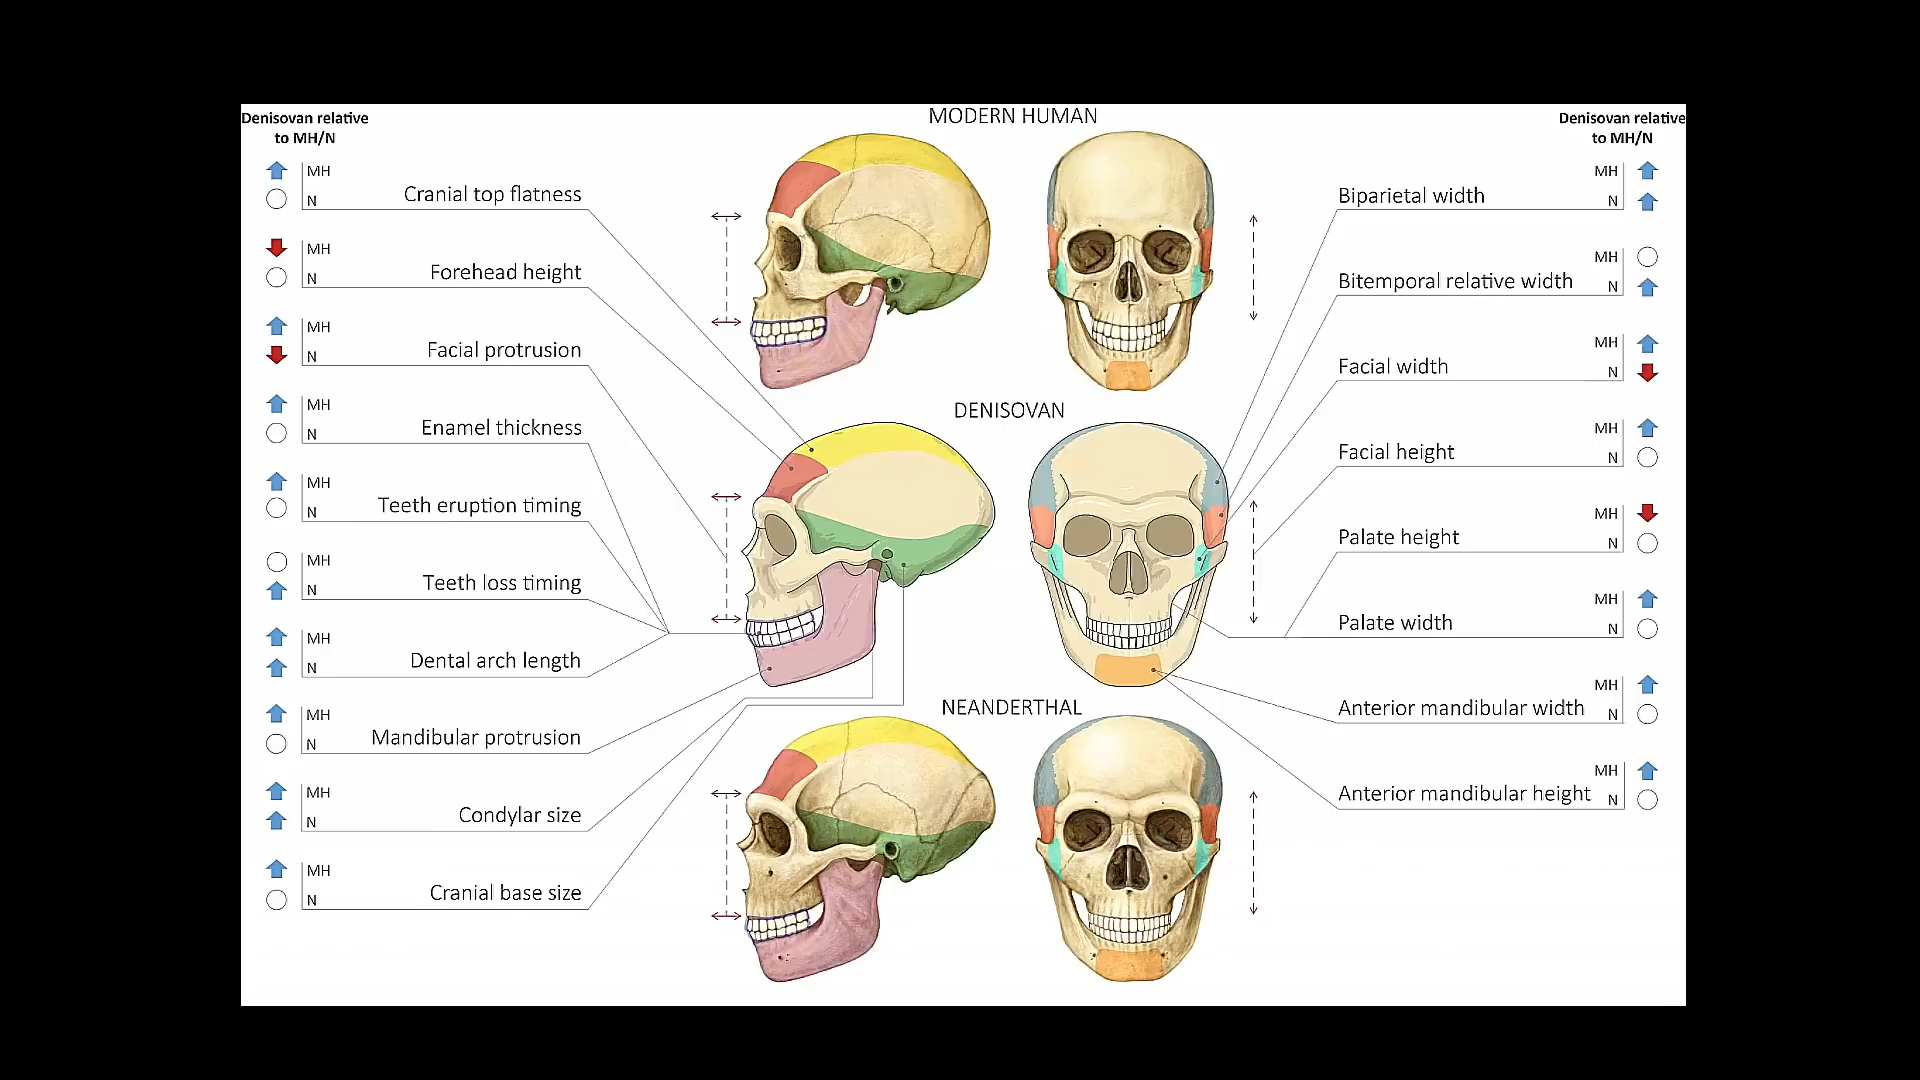 MODERN HUMAN
Denisovan relative
to MH/N
MH
N
Cranial top flatness
MH
N
Forehead height
MH
N
Facial protrusion
MH
N
Enamel thickness
MH
N
Teeth eruption timing
MH
N
Teeth loss timing
MH
N
Dental arch length
MH
N
Mandibular protrusion
MH
N
Condylar size
MH
N
Cranial base size
DENISOVAN
NEANDERTHAL
Denisovan relative
to MH/N
MH
Biparietal width
N
MH
Bitemporal relative width
N
MH
Facial width
N
MH
Facial height
N
MH
Palate height
N
MH
Palate width
N
MH
Anterior mandibular width
N
MH
Anterior mandibular height
N